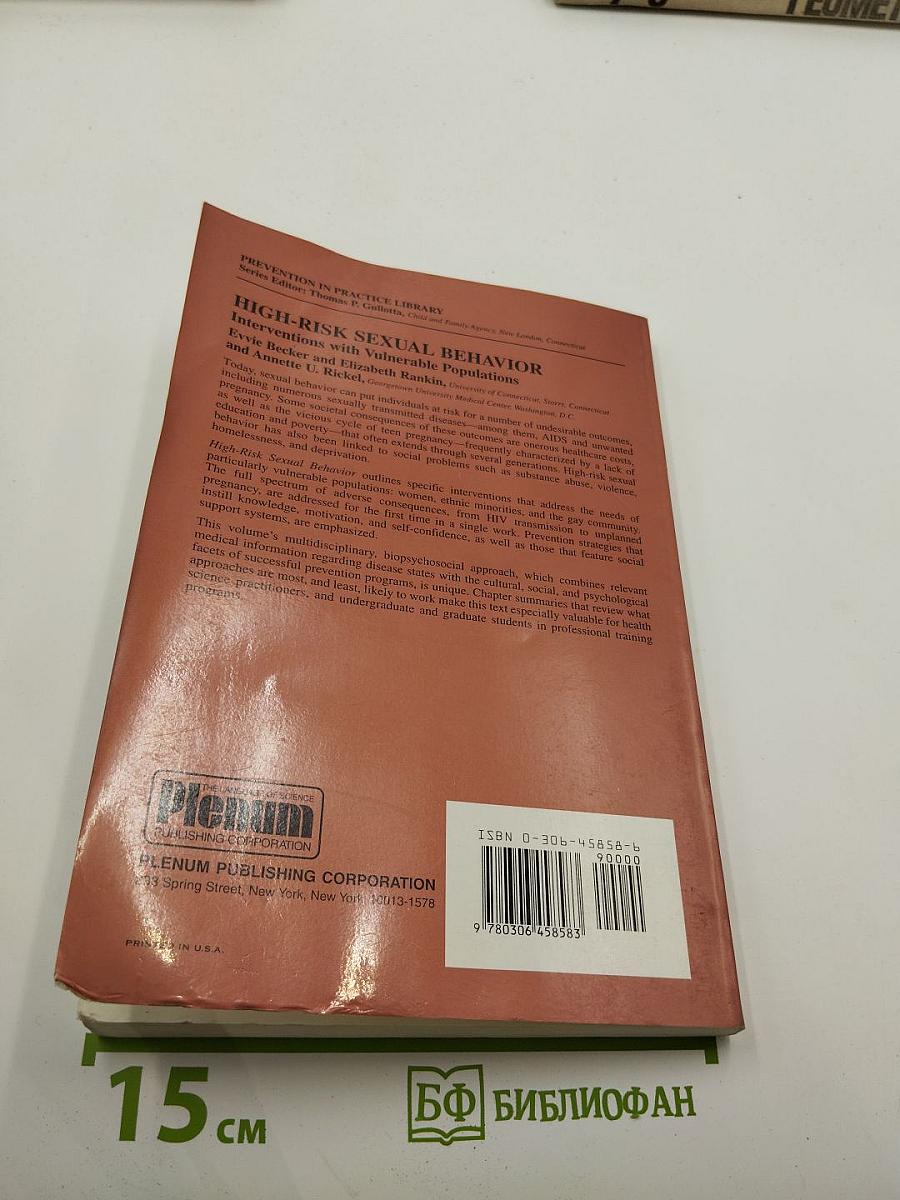 ГЕОМЕТ
PREVENTION IN PRACTICE LIBRARY
Series Editor: Thomas P. Gullotta, Child and Family Agency, New London, Connecticut
HIGH-RISK SEXUAL BEHAVIOR
Interventions with Vulnerable Populations
Evvie Becker and Elizabeth Rankin, University of Connecticut, Storrs, Connecticut
and Annette U. Rickel, Georgetown University Medical Center, Washington, D.C.
Today, sexual behavior can put individuals at risk for a number of undesirable outcomes,
including numerous sexually transmitted diseases—among them, AIDS and unwanted
pregnancy. Some societal consequences of these outcomes are onerous healthcare costs,
as well as the vicious cycle of teen pregnancy—frequently characterized by a lack of
education and poverty—that often extends through several generations. High-risk sexual
behavior has also been linked to social problems such as substance abuse, violence,
homelessness, and deprivation.
High-Risk Sexual Behavior outlines specific interventions that address the needs of
particularly vulnerable populations: women, ethnic minorities, and the gay community.
The full spectrum of adverse consequences, from HIV transmission to unplanned
pregnancy, are addressed for the first time in a single work. Prevention strategies that
instill knowledge, motivation, and self-confidence, as well as those that feature social
support systems, are emphasized.
This volume's multidisciplinary, biopsychosocial approach, which combines relevant
medical information regarding disease states with the cultural, social, and psychological
facets of successful prevention programs, is unique. Chapter summaries that review what
approaches are most, and least, likely to work make this text especially valuable for health
science practitioners, and undergraduate and graduate students in professional training
programs.
THE LANGUAGE OF SCIENCE
Plenum
PUBLISHING CORPORATION
PLENUM PUBLISHING CORPORATION
233 Spring Street, New York, New York 10013-1578
PRINTED IN U.S.A.
ISBN 0-306-45858-6
90000
9 780306 458583
15 см
БФ БИБЛИОФАН